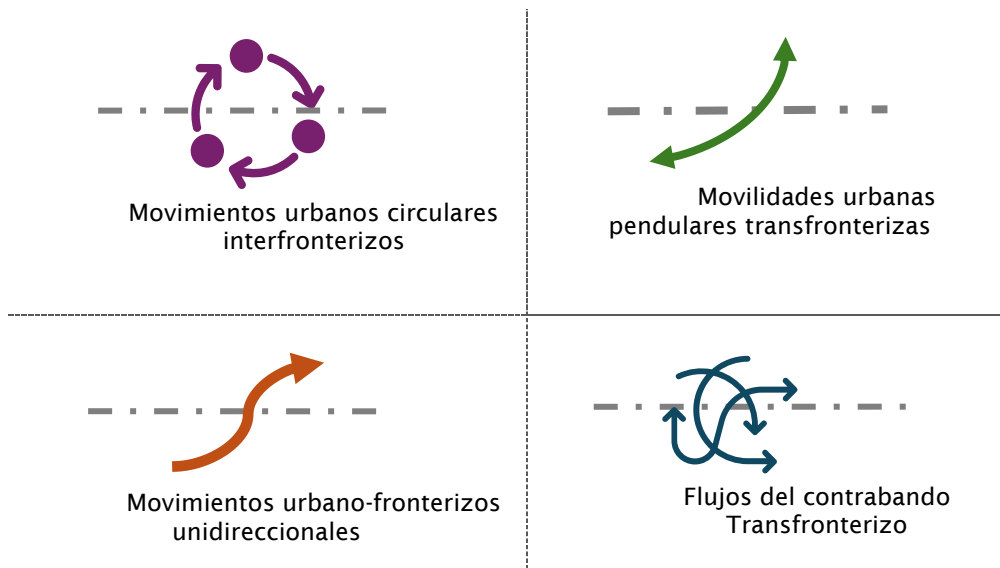 Movimientos urbanos circulares
interfronterizos
Movilidades urbanas
pendulares transfronterizas
Movimientos urbano-fronterizos
unidireccionales
Flujos del contrabando
Transfronterizo